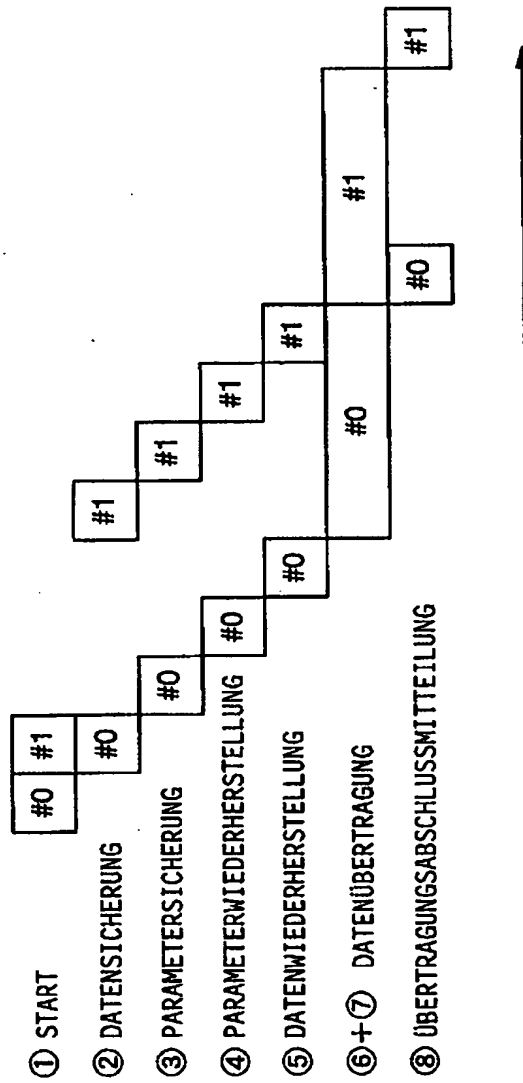 ① START #0 #1
② DATENSICHERUNG #0 #1
③ PARAMETERSICHERUNG #0 #1
④ PARAMETERWIEDERHERSTELLUNG #0 #1
⑤ DATENWIEDERHERSTELLUNG #0 #1
⑥+⑦ DATENÜBERTRAGUNG #0 #1
⑧ ÜBERTRAGUNGSABSCHLUSSMITTEILUNG #0 #1